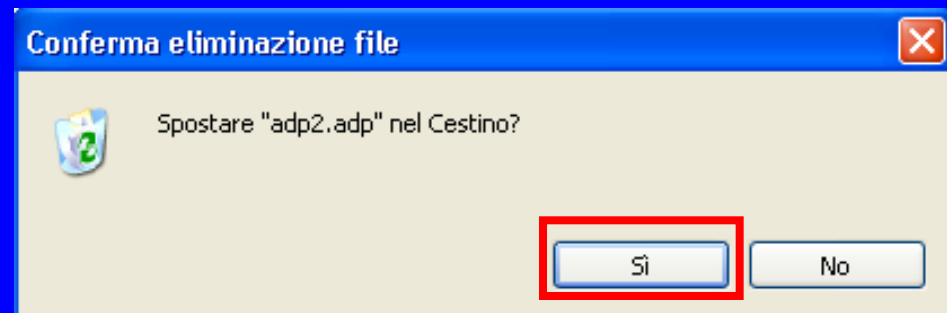 Conferma eliminazione file
Spostare "adp2.adp" nel Cestino?
Sì No